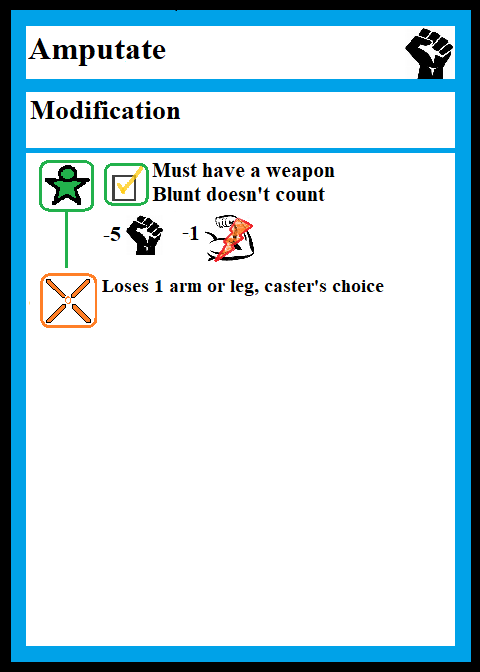 Amputate
Modification
Must have a weapon
Blunt doesn't count
-5 -1
Loses 1 arm or leg, caster's choice